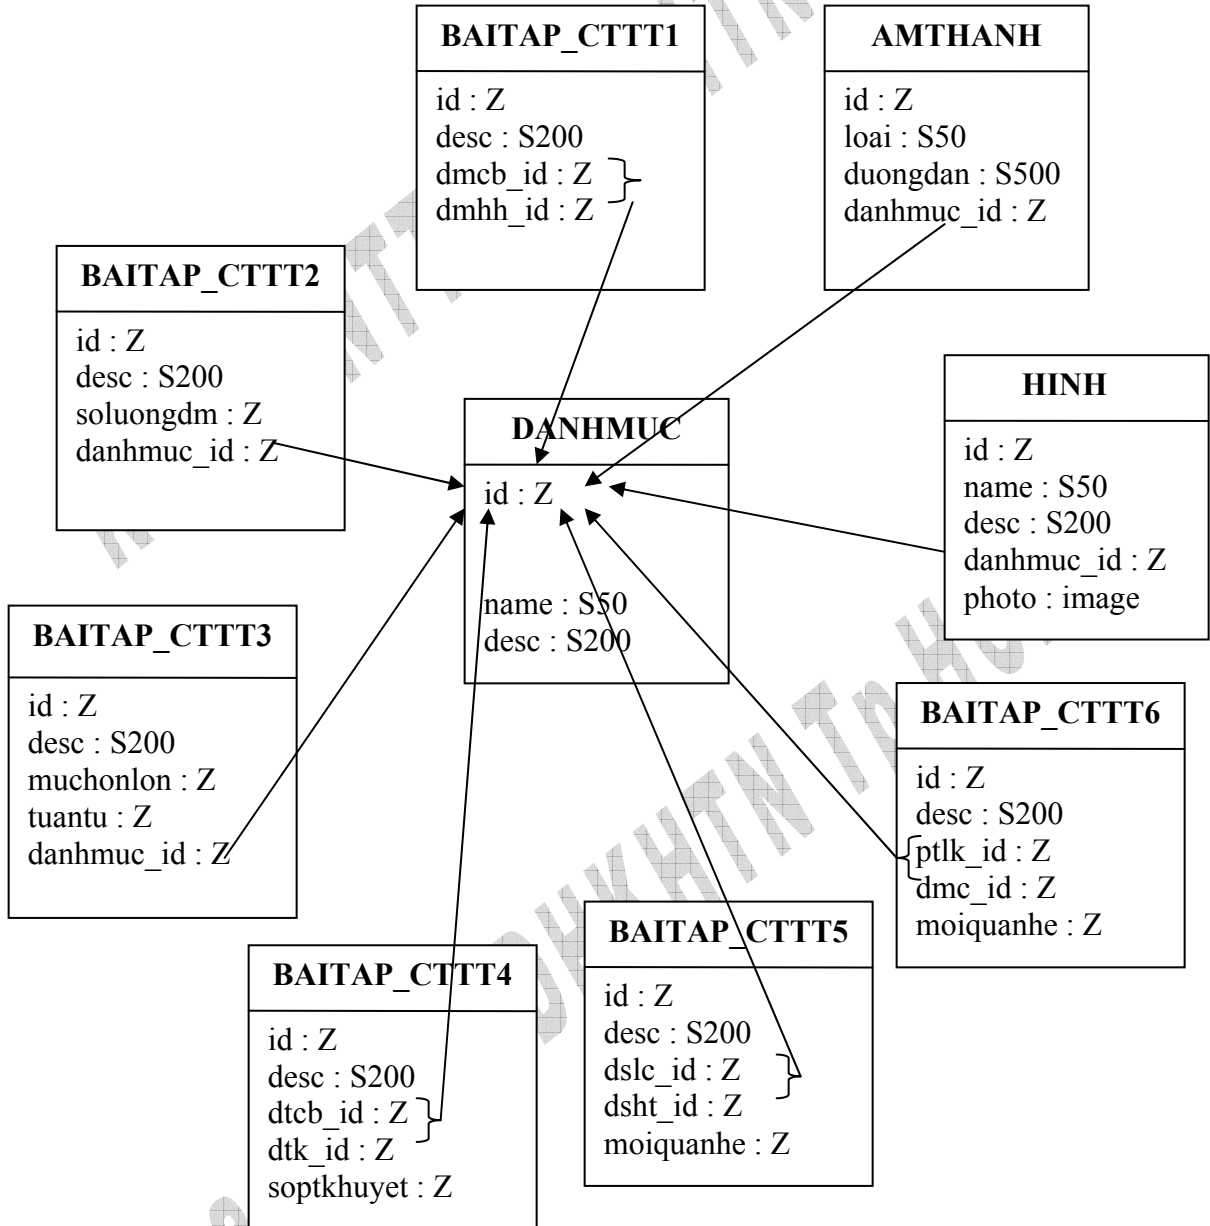 BAITAP_CTTT1
id : Z
desc : S200
dmcb_id : Z
dmhh_id : Z
AMTHANH
id : Z
loai : S50
duongdan : S500
danhmuc_id : Z
BAITAP_CTTT2
id : Z
desc : S200
soluongdm : Z
danhmuc_id : Z
DANHMUC
id : Z
name : S50
desc : S200
HINH
id : Z
name : S50
desc : S200
danhmuc_id : Z
photo : image
BAITAP_CTTT3
id : Z
desc : S200
muchonlon : Z
tuantu : Z
danhmuc_id : Z
BAITAP_CTTT6
id : Z
desc : S200
ptlk_id : Z
dmc_id : Z
moiquanhe : Z
BAITAP_CTTT4
id : Z
desc : S200
dtcb_id : Z
dtk_id : Z
soptkhuyet : Z
BAITAP_CTTT5
id : Z
desc : S200
dslc_id : Z
dsht_id : Z
moiquanhe : Z
ĐHKHTN Tp